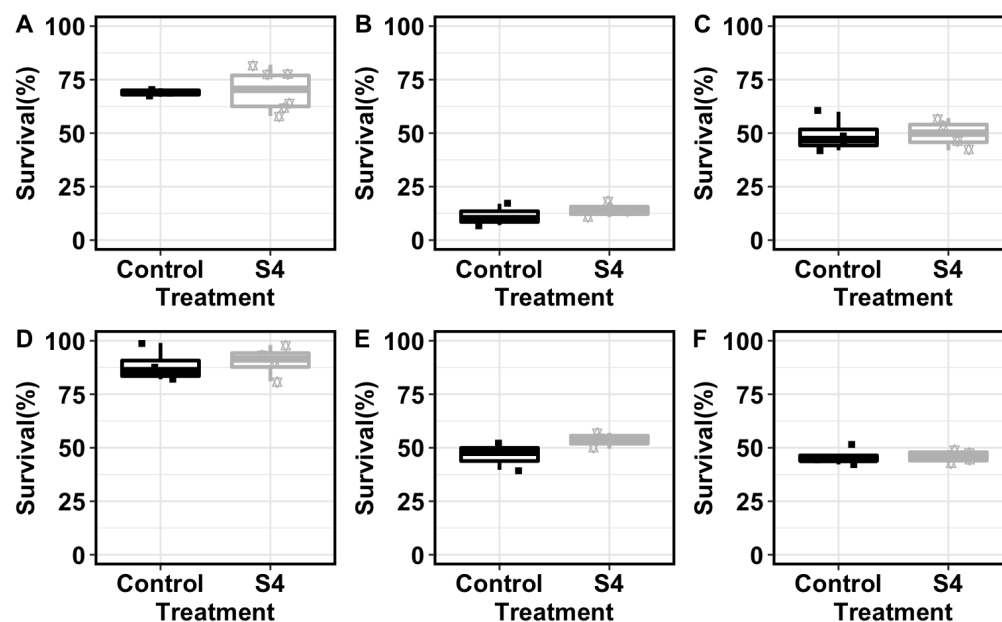 A
100
75
50
25
0
Survival(%)
Control S4
Treatment
B
100
75
50
25
0
Survival(%)
Control S4
Treatment
C
100
75
50
25
0
Survival(%)
Control S4
Treatment
D
100
75
50
25
0
Survival(%)
Control S4
Treatment
E
100
75
50
25
0
Survival(%)
Control S4
Treatment
F
100
75
50
25
0
Survival(%)
Control S4
Treatment